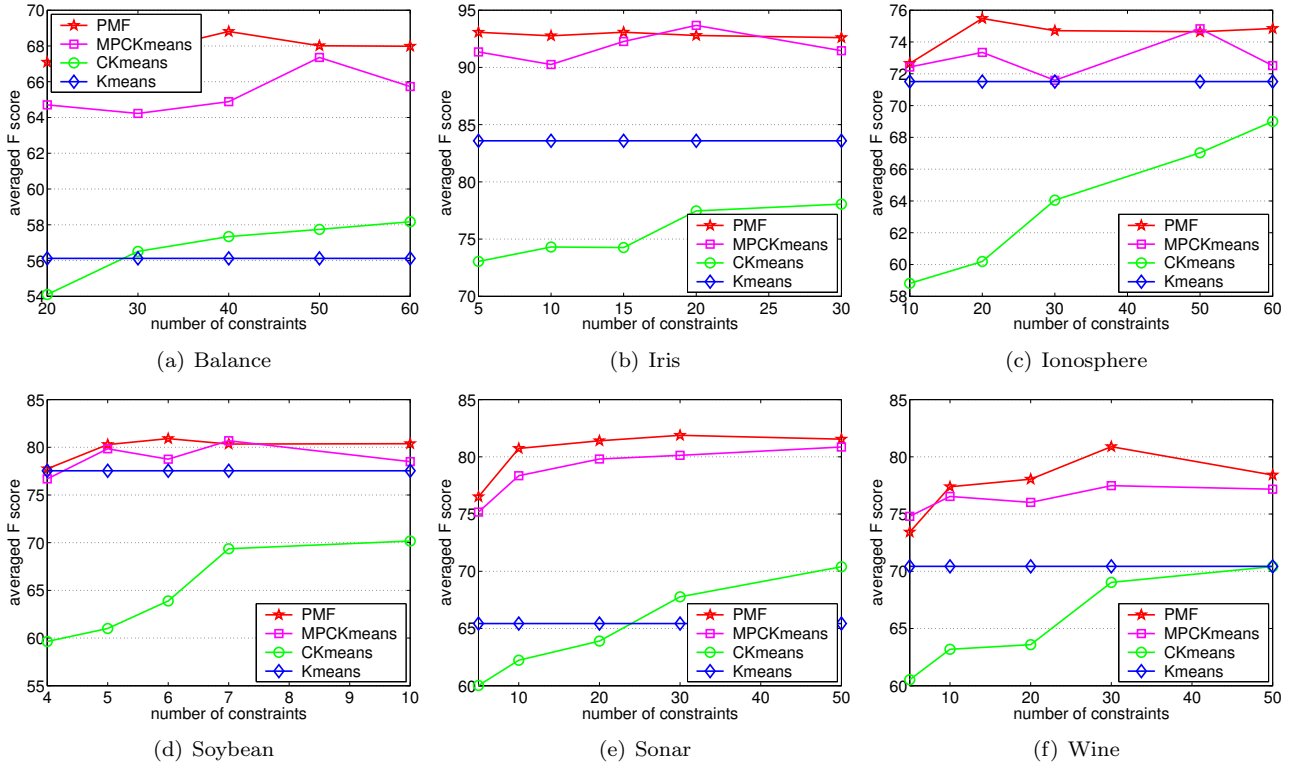 averaged F score
70
68
66
64
62
60
58
56
54
PMF
MPCKmeans
CKmeans
Kmeans
20 30 40 50 60
number of constraints
(a) Balance
averaged F score
95
90
85
80
75
70
PMF
MPCKmeans
CKmeans
Kmeans
5 10 15 20 25 30
number of constraints
(b) Iris
averaged F score
76
74
72
70
68
66
64
62
60
58
PMF
MPCKmeans
CKmeans
Kmeans
10 20 30 40 50 60
number of constraints
(c) Ionosphere
averaged F score
85
80
75
70
65
60
55
PMF
MPCKmeans
CKmeans
Kmeans
4 5 6 7 8 9 10
number of constraints
(d) Soybean
averaged F score
85
80
75
70
65
60
PMF
MPCKmeans
CKmeans
Kmeans
10 20 30 40 50
number of constraints
(e) Sonar
averaged F score
85
80
75
70
65
60
PMF
MPCKmeans
CKmeans
Kmeans
10 20 30 40 50
number of constraints
(f) Wine